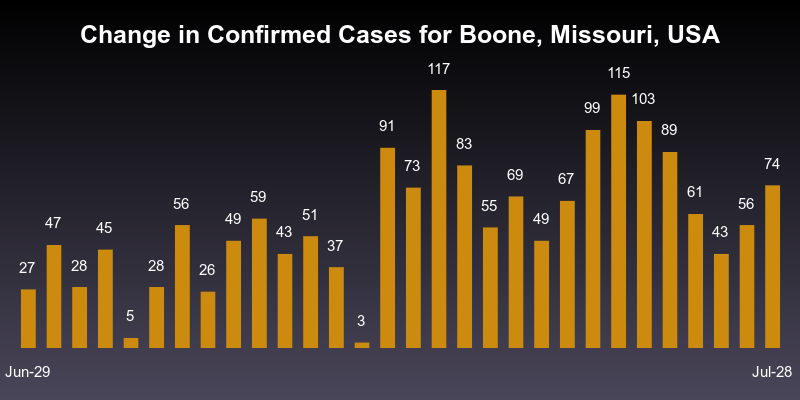 Change in Confirmed Cases for Boone, Missouri, USA
27 47 28 45 5 28 56 26 49 59 43 51 37 3 91 73 117 83 55 69 49 67 99 115 103 89 61 43 56 74
Jun-29 Jul-28